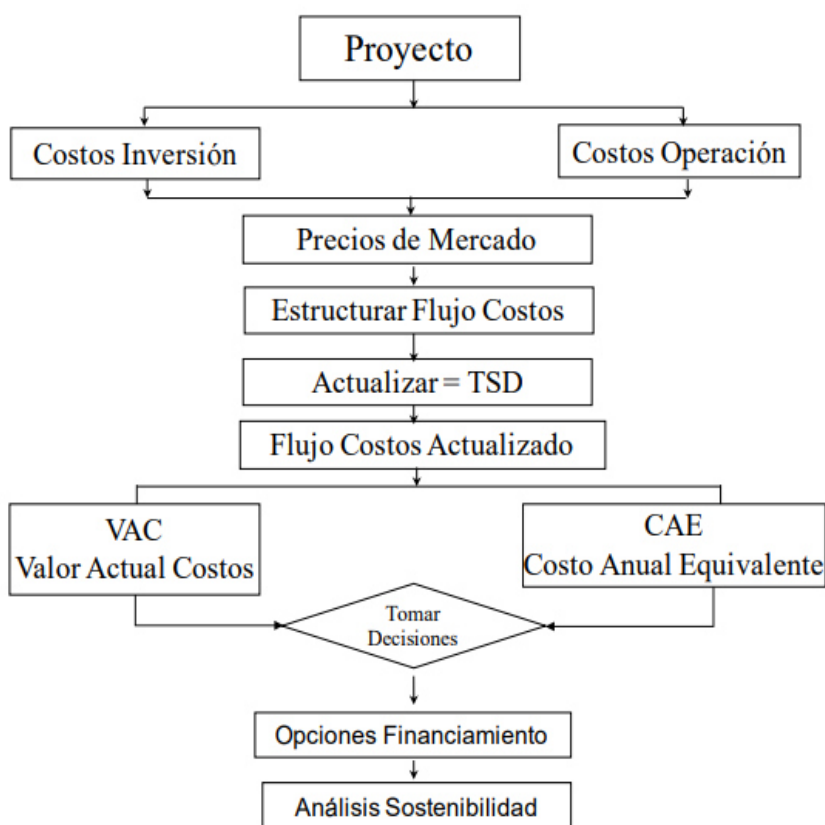 Proyecto
Costos Inversión
Costos Operación
Precios de Mercado
Estructurar Flujo Costos
Actualizar = TSD
Flujo Costos Actualizado
VAC
Valor Actual Costos
CAE
Costo Anual Equivalente
Tomar
Decisiones
Opciones Financiamiento
Análisis Sostenibilidad